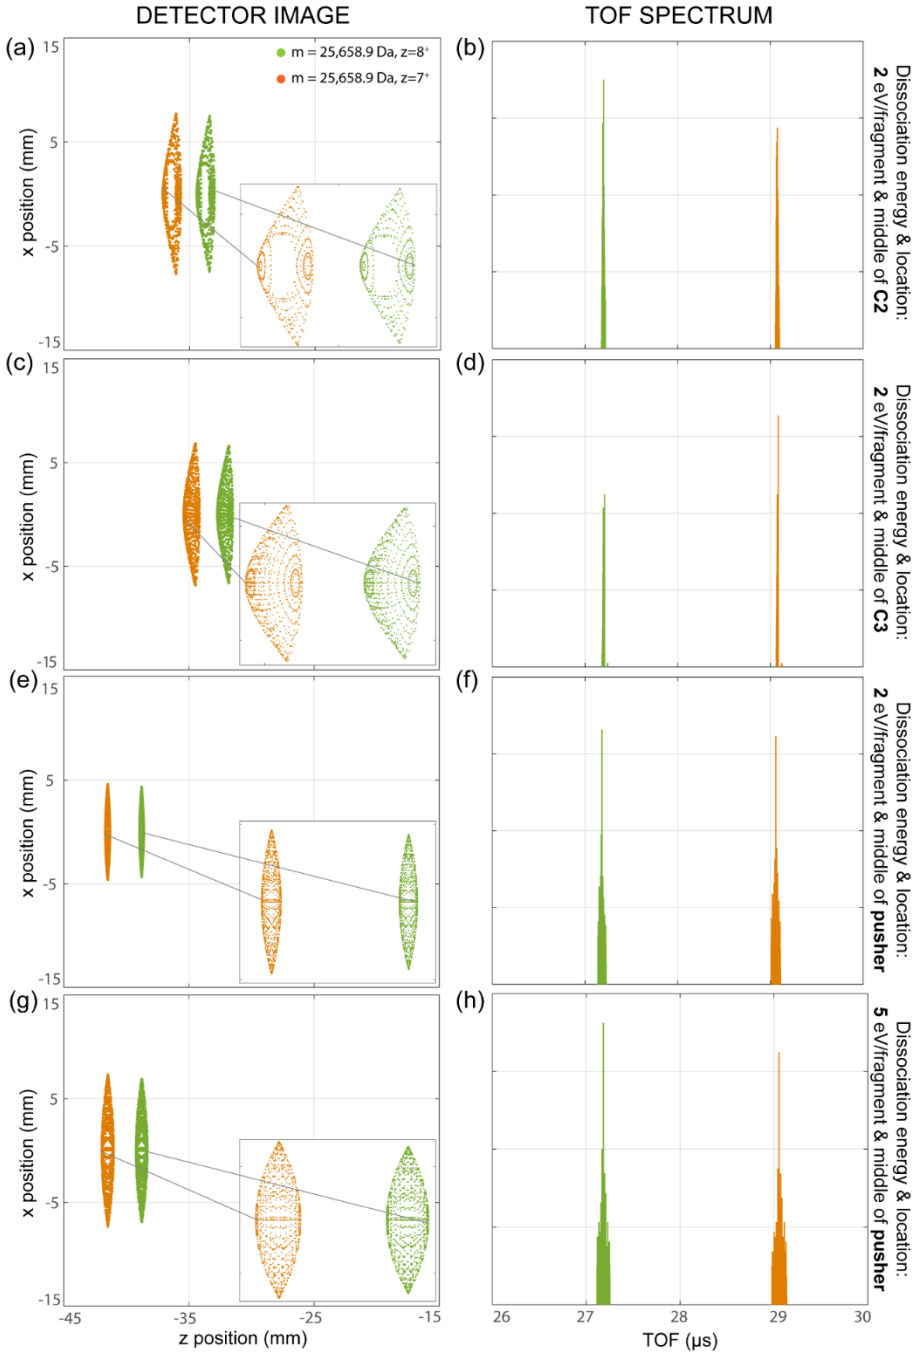 DETECTOR IMAGE
TOF SPECTRUM
(a)
15
5
-5
-15
x position (mm)
m = 25,658.9 Da, z=8⁺
m = 25,658.9 Da, z=7⁺
(b)
Dissociation energy & location:
2 eV/fragment & middle of C2
(c)
15
5
-5
-15
x position (mm)
(d)
Dissociation energy & location:
2 eV/fragment & middle of C3
(e)
15
5
-5
-15
x position (mm)
(f)
Dissociation energy & location:
2 eV/fragment & middle of pusher
(g)
15
5
-5
-15
x position (mm)
-45
-35
-25
-15
z position (mm)
(h)
Dissociation energy & location:
5 eV/fragment & middle of pusher
26
27
28
29
30
TOF (μs)